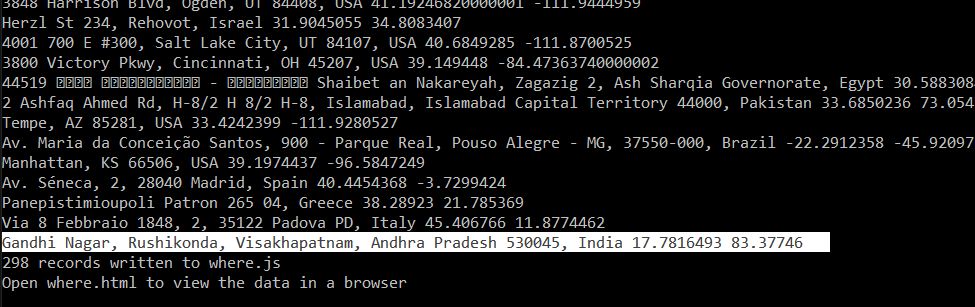 3848 Harrison Blvd, Ogden, UT 84408, USA 41.19246820000001 -111.9444959
Herzl St 234, Rehovot, Israel 31.9045055 34.8083407
4001 700 E #300, Salt Lake City, UT 84107, USA 40.6849285 -111.8700525
3800 Victory Pkwy, Cincinnati, OH 45207, USA 39.149448 -84.47363740000002
44519 - Shaibet an Nakareyah, Zagazig 2, Ash Sharqia Governorate, Egypt 30.588308
2 Ashfaq Ahmed Rd, H-8/2 H 8/2 H-8, Islamabad, Islamabad Capital Territory 44000, Pakistan 33.6850236 73.054
Tempe, AZ 85281, USA 33.4242399 -111.9280527
Av. Maria da Conceição Santos, 900 - Parque Real, Pouso Alegre - MG, 37550-000, Brazil -22.2912358 -45.92097
Manhattan, KS 66506, USA 39.1974437 -96.5847249
Av. Séneca, 2, 28040 Madrid, Spain 40.4454368 -3.7299424
Panepistimioupoli Patron 265 04, Greece 38.28923 21.785369
Via 8 Febbraio 1848, 2, 35122 Padova PD, Italy 45.406766 11.8774462
Gandhi Nagar, Rushikonda, Visakhapatnam, Andhra Pradesh 530045, India 17.7816493 83.37746
298 records written to where.js
Open where.html to view the data in a browser